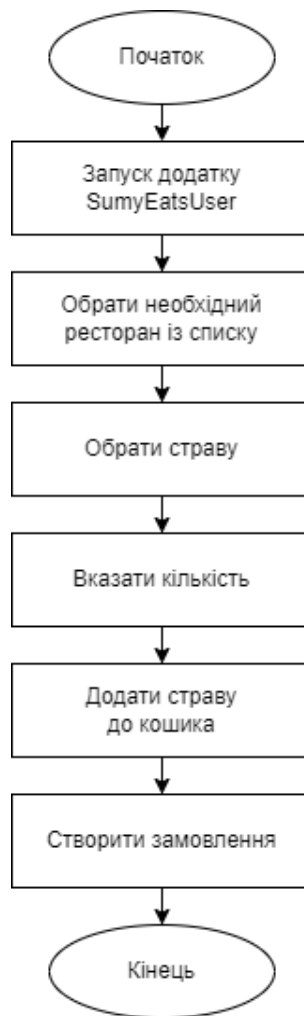 Початок
Запуск додатку
SumyEatsUser
Обрати необхідний
ресторан із списку
Обрати страву
Вказати кількість
Додати страву
до кошика
Створити замовлення
Кінець